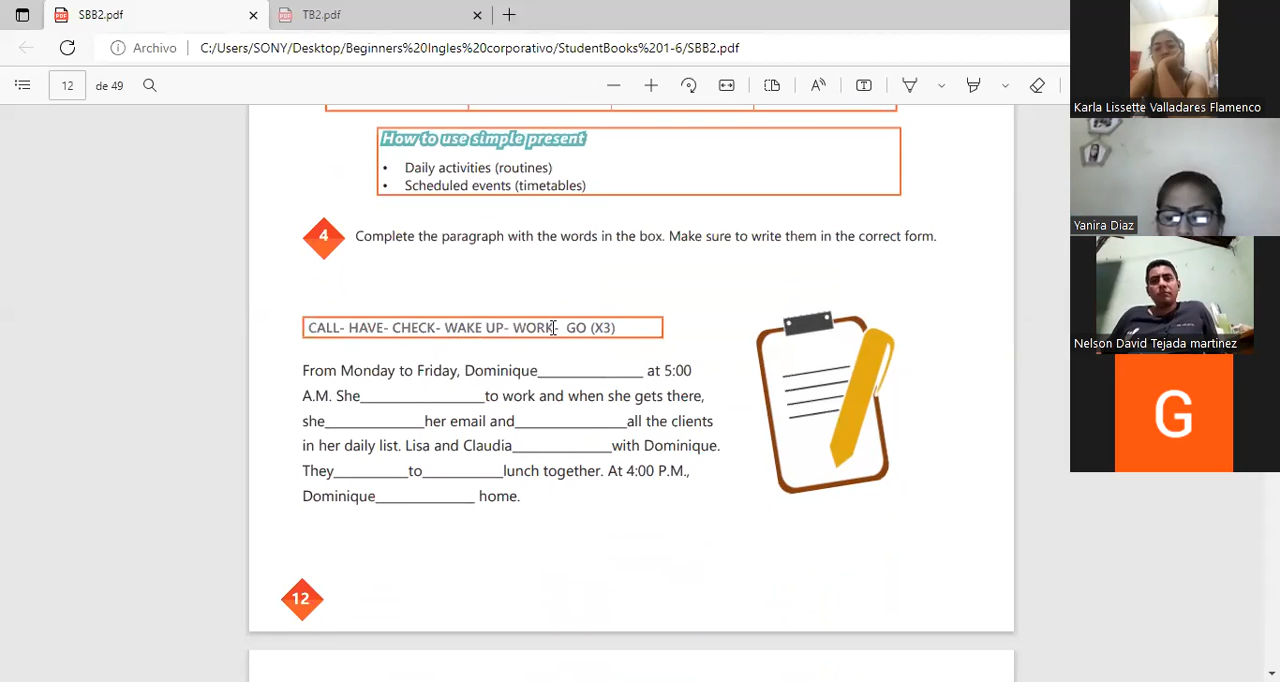 SBB2.pdf
TB2.pdf
Archivo
C:/Users/SONY/Desktop/Beginners%20Ingles%20corporativo/StudentBooks%201-6/SBB2.pdf
12 de 49
How to use simple present
• Daily activities (routines)
• Scheduled events (timetables)
4 Complete the paragraph with the words in the box. Make sure to write them in the correct form.
CALL- HAVE- CHECK- WAKE UP- WORK- GO (X3)
From Monday to Friday, Dominique_____________ at 5:00
A.M. She_______________to work and when she gets there,
she____________her email and______________all the clients
in her daily list. Lisa and Claudia____________with Dominique.
They_________to__________lunch together. At 4:00 P.M.,
Dominique____________ home.
12
Karla Lissette Valladares Flamenco
Yanira Diaz
Nelson David Tejada martinez
G